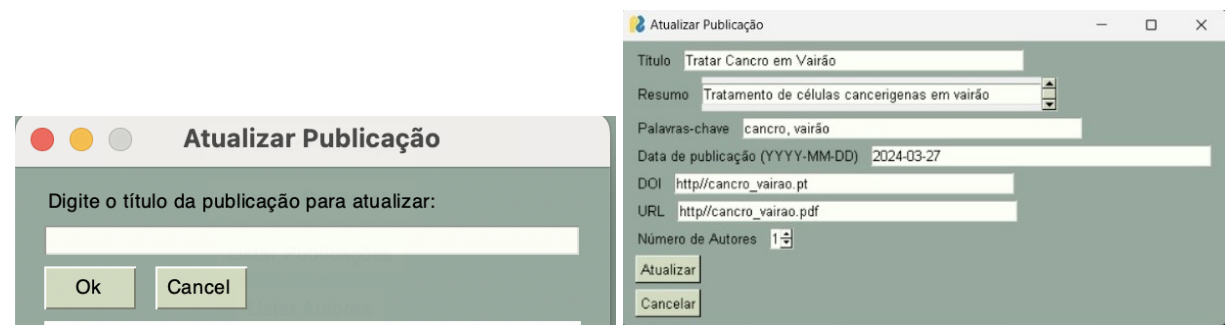 Atualizar Publicação
Digite o título da publicação para atualizar:
Ok Cancel
Atualizar Publicação
Título Tratar Cancro em Vairão
Resumo Tratamento de células cancerigenas em vairão
Palavras-chave cancro, vairão
Data de publicação (YYYY-MM-DD) 2024-03-27
DOI http//cancro_vairao.pt
URL http//cancro_vairao.pdf
Número de Autores 1
Atualizar
Cancelar